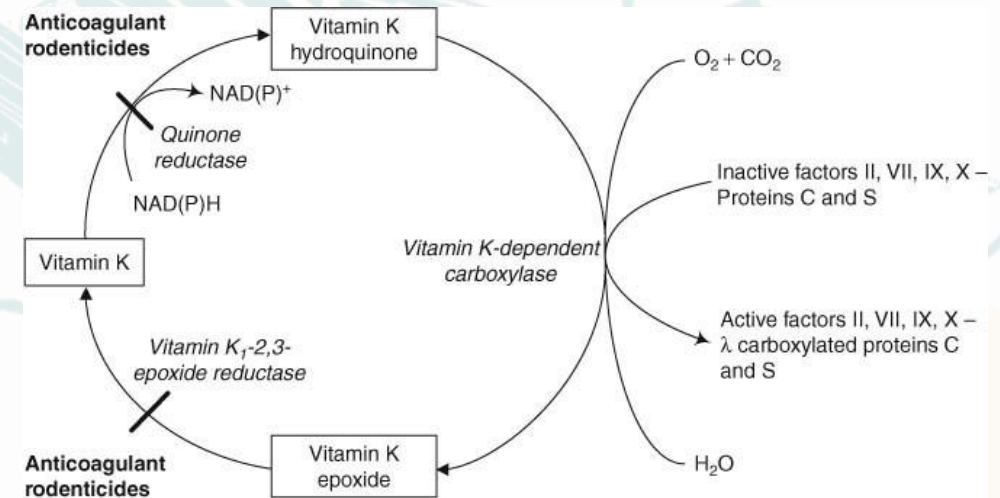 Anticoagulant
rodenticides
Vitamin K
hydroquinone
O₂ + CO₂
NAD(P)⁺
Quinone
reductase
NAD(P)H
Inactive factors II, VII, IX, X –
Proteins C and S
Vitamin K-dependent
carboxylase
Vitamin K
Active factors II, VII, IX, X –
λ carboxylated proteins C
and S
Vitamin K₁-2,3-
epoxide reductase
Vitamin K
epoxide
Anticoagulant
rodenticides
H₂O